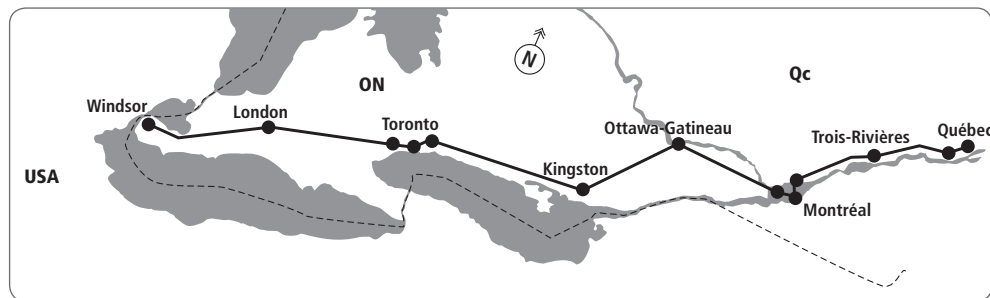 N
ON
Qc
Windsor
London
Toronto
Ottawa-Gatineau
Trois-Rivières
Québec
Kingston
USA
Montréal